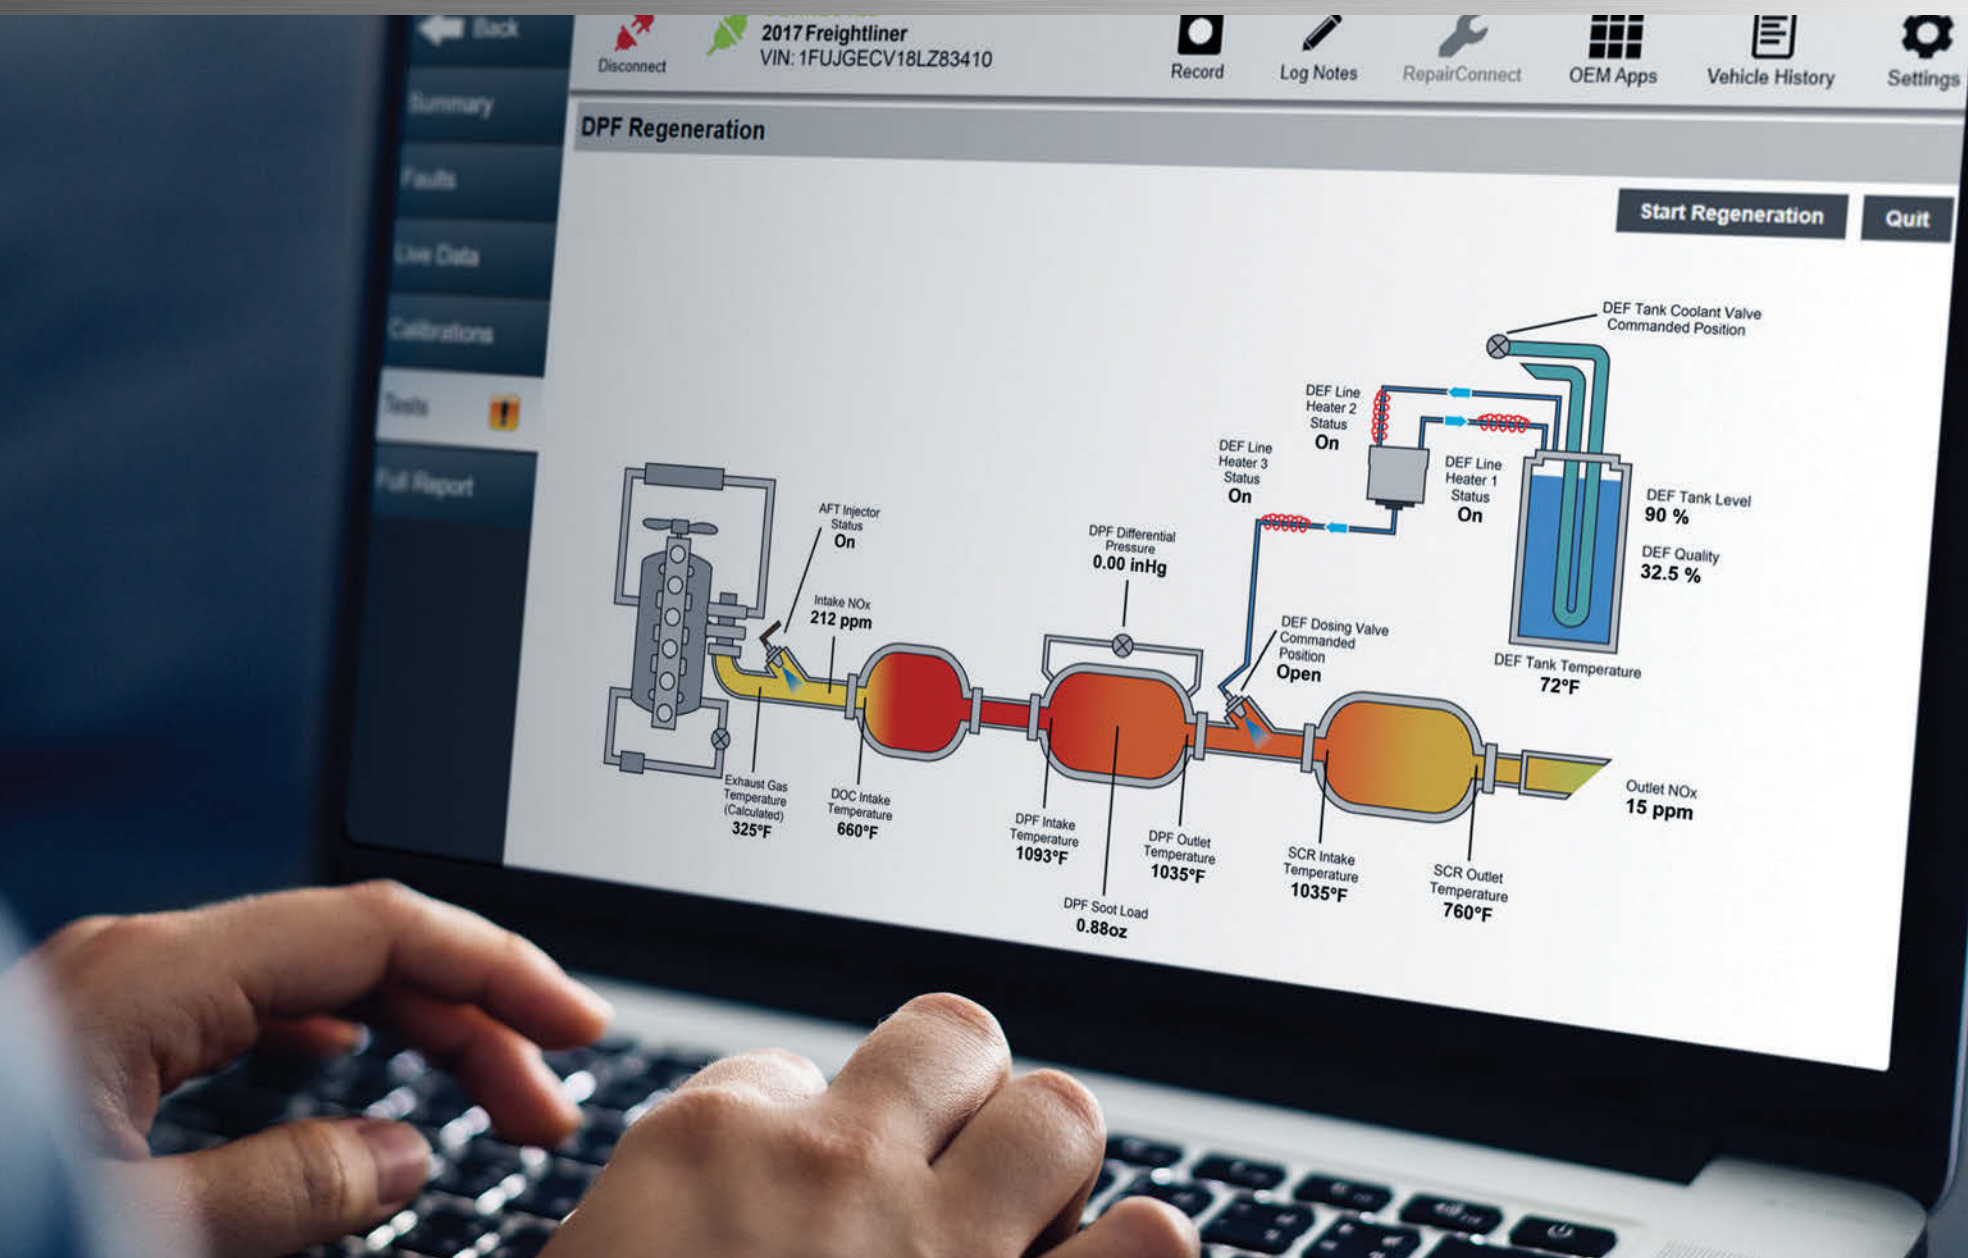 Back
Disconnect
2017 Freightliner
VIN: 1FUJGECV18LZ83410
Record
Log Notes
RepairConnect
OEM Apps
Vehicle History
Settings
Summary
Faults
Live Data
Calibrations
Tests
Full Report
DPF Regeneration
Start Regeneration
Quit
DEF Tank Coolant Valve
Commanded Position
DEF Line
Heater 2
Status
On
DEF Line
Heater 3
Status
On
DEF Line
Heater 1
Status
On
DEF Tank Level
90 %
DEF Quality
32.5 %
DEF Tank Temperature
72°F
AFT Injector
Status
On
Intake NOx
212 ppm
DPF Differential
Pressure
0.00 inHg
DEF Dosing Valve
Commanded
Position
Open
Exhaust Gas
Temperature
(Calculated)
325°F
DOC Intake
Temperature
660°F
DPF Intake
Temperature
1093°F
DPF Soot Load
0.88oz
DPF Outlet
Temperature
1035°F
SCR Intake
Temperature
1035°F
SCR Outlet
Temperature
760°F
Outlet NOx
15 ppm